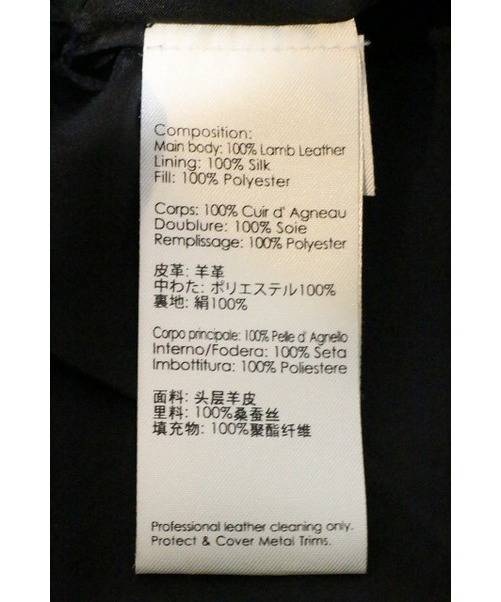 Composition:
Main body: 100% Lamb Leather
Lining: 100% Silk
Fill: 100% Polyester
Corps: 100% Cuir d' Agneau
Doublure: 100% Soie
Remplissage: 100% Polyester
皮革: 羊革
中わた: ポリエステル100%
裏地: 絹100%
Corpo principale: 100% Pelle d' Agnello
Interno/Fodera: 100% Seta
Imbottitura: 100% Poliestere
面料: 头层羊皮
里料: 100%桑蚕丝
填充物: 100%聚酯纤维
Professional leather cleaning only.
Protect & Cover Metal Trims.